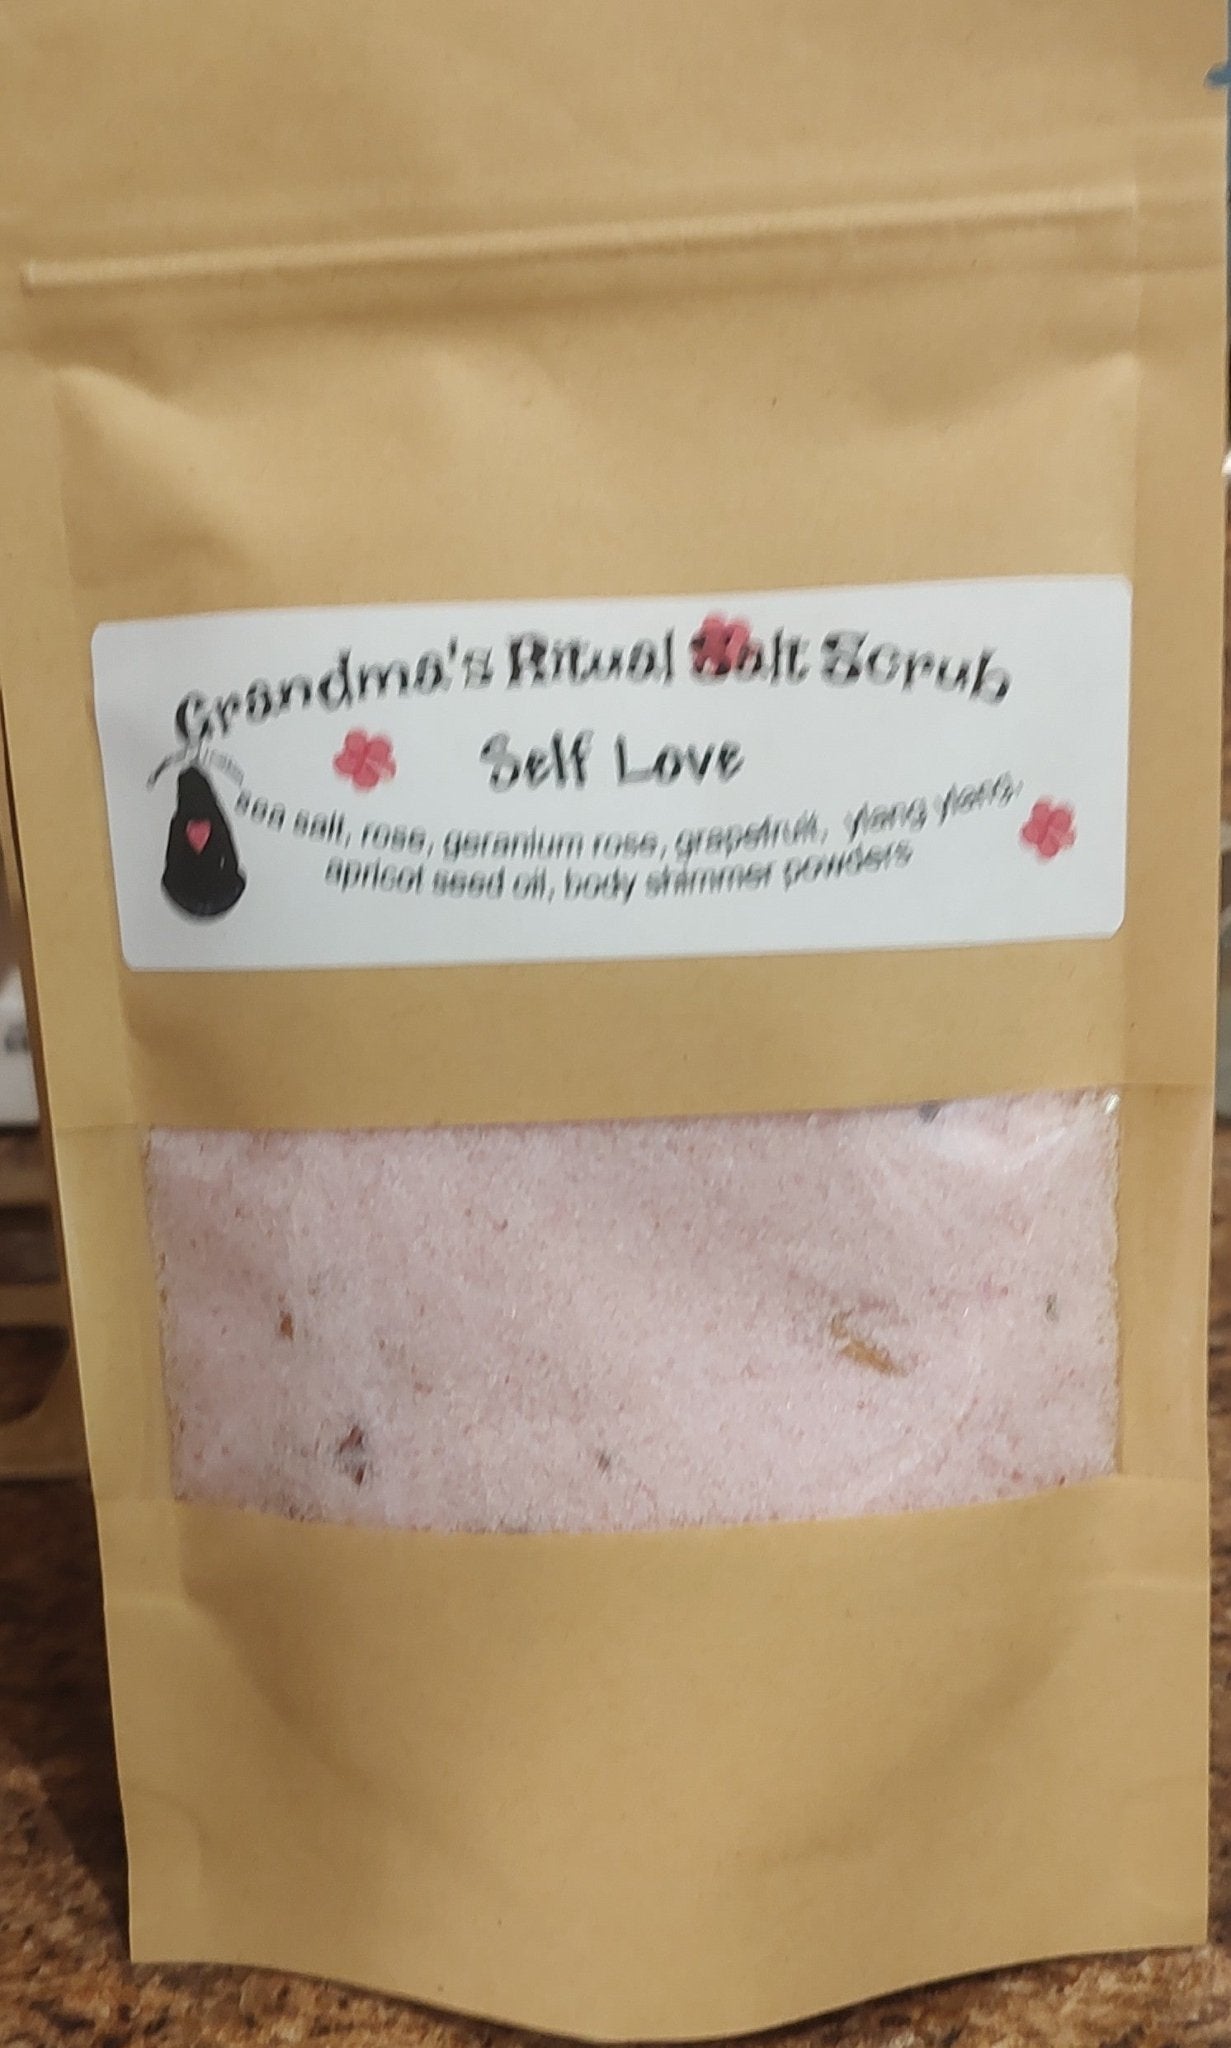 Grandma's Ritual Salt Scrub
Self Love
sea salt, rose, geranium rose, grapefruit, ylang ylang,
apricot seed oil, body shimmer powders